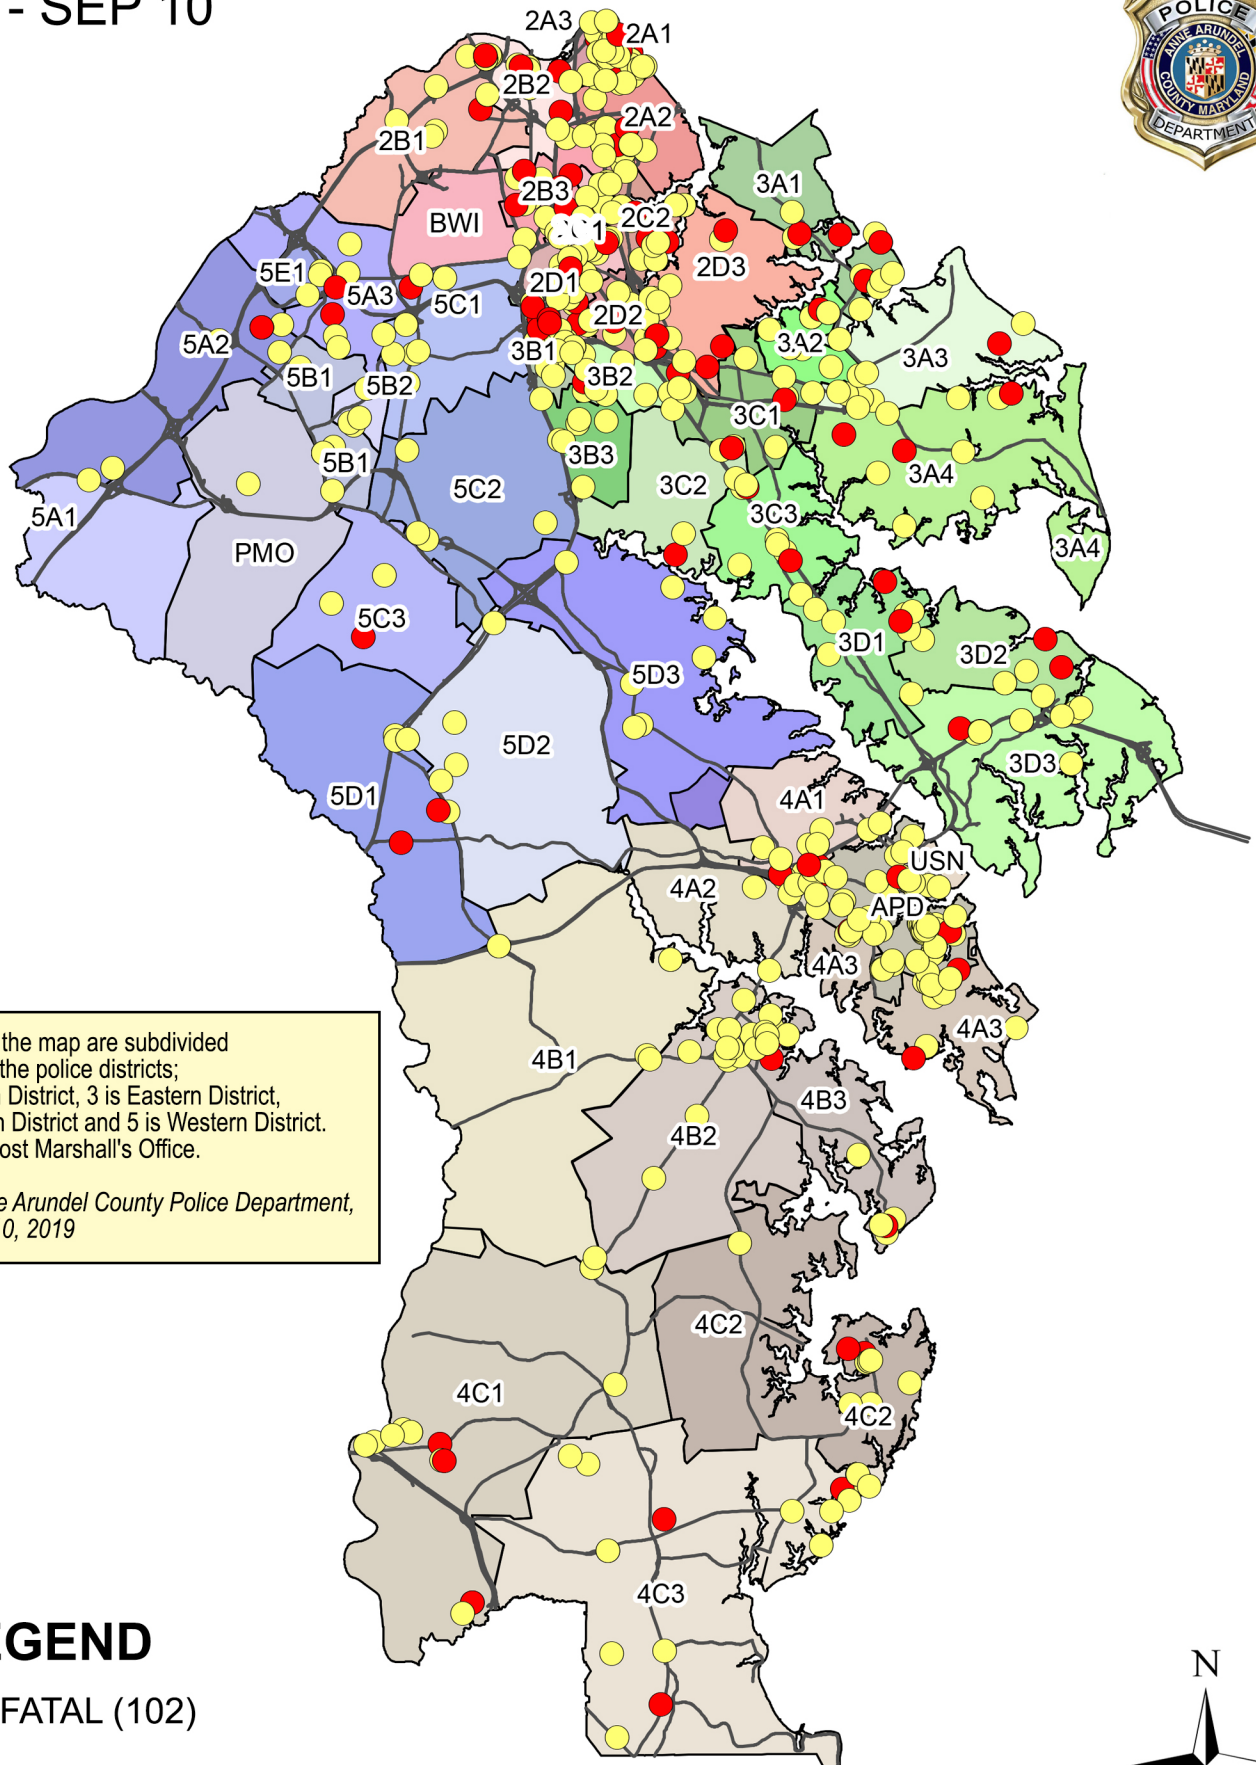 - SEP 10
POLICE
ANNE ARUNDEL
COUNTY MARYLAND
DEPARTMENT
2A3
2A1
2B2
2A2
2B1
3A1
2B3
BWI
2C1
2C2
2D3
5E1
5A3
2D1
5C1
2D2
5A2
3A2
3B1
3A3
5B1
3B2
5B2
3C1
3B3
5B1
3A4
3C2
5C2
5A1
3C3
PMO
3A4
5C3
3D1
3D2
5D3
5D2
3D3
5D1
4A1
USN
4A2
APD
4A3
4A3
4B1
4B3
4B2
4C2
4C1
4C2
4C3
the map are subdivided
the police districts;
District, 3 is Eastern District,
District and 5 is Western District.
ost Marshall's Office.
e Arundel County Police Department,
0, 2019
EGEND
FATAL (102)
N